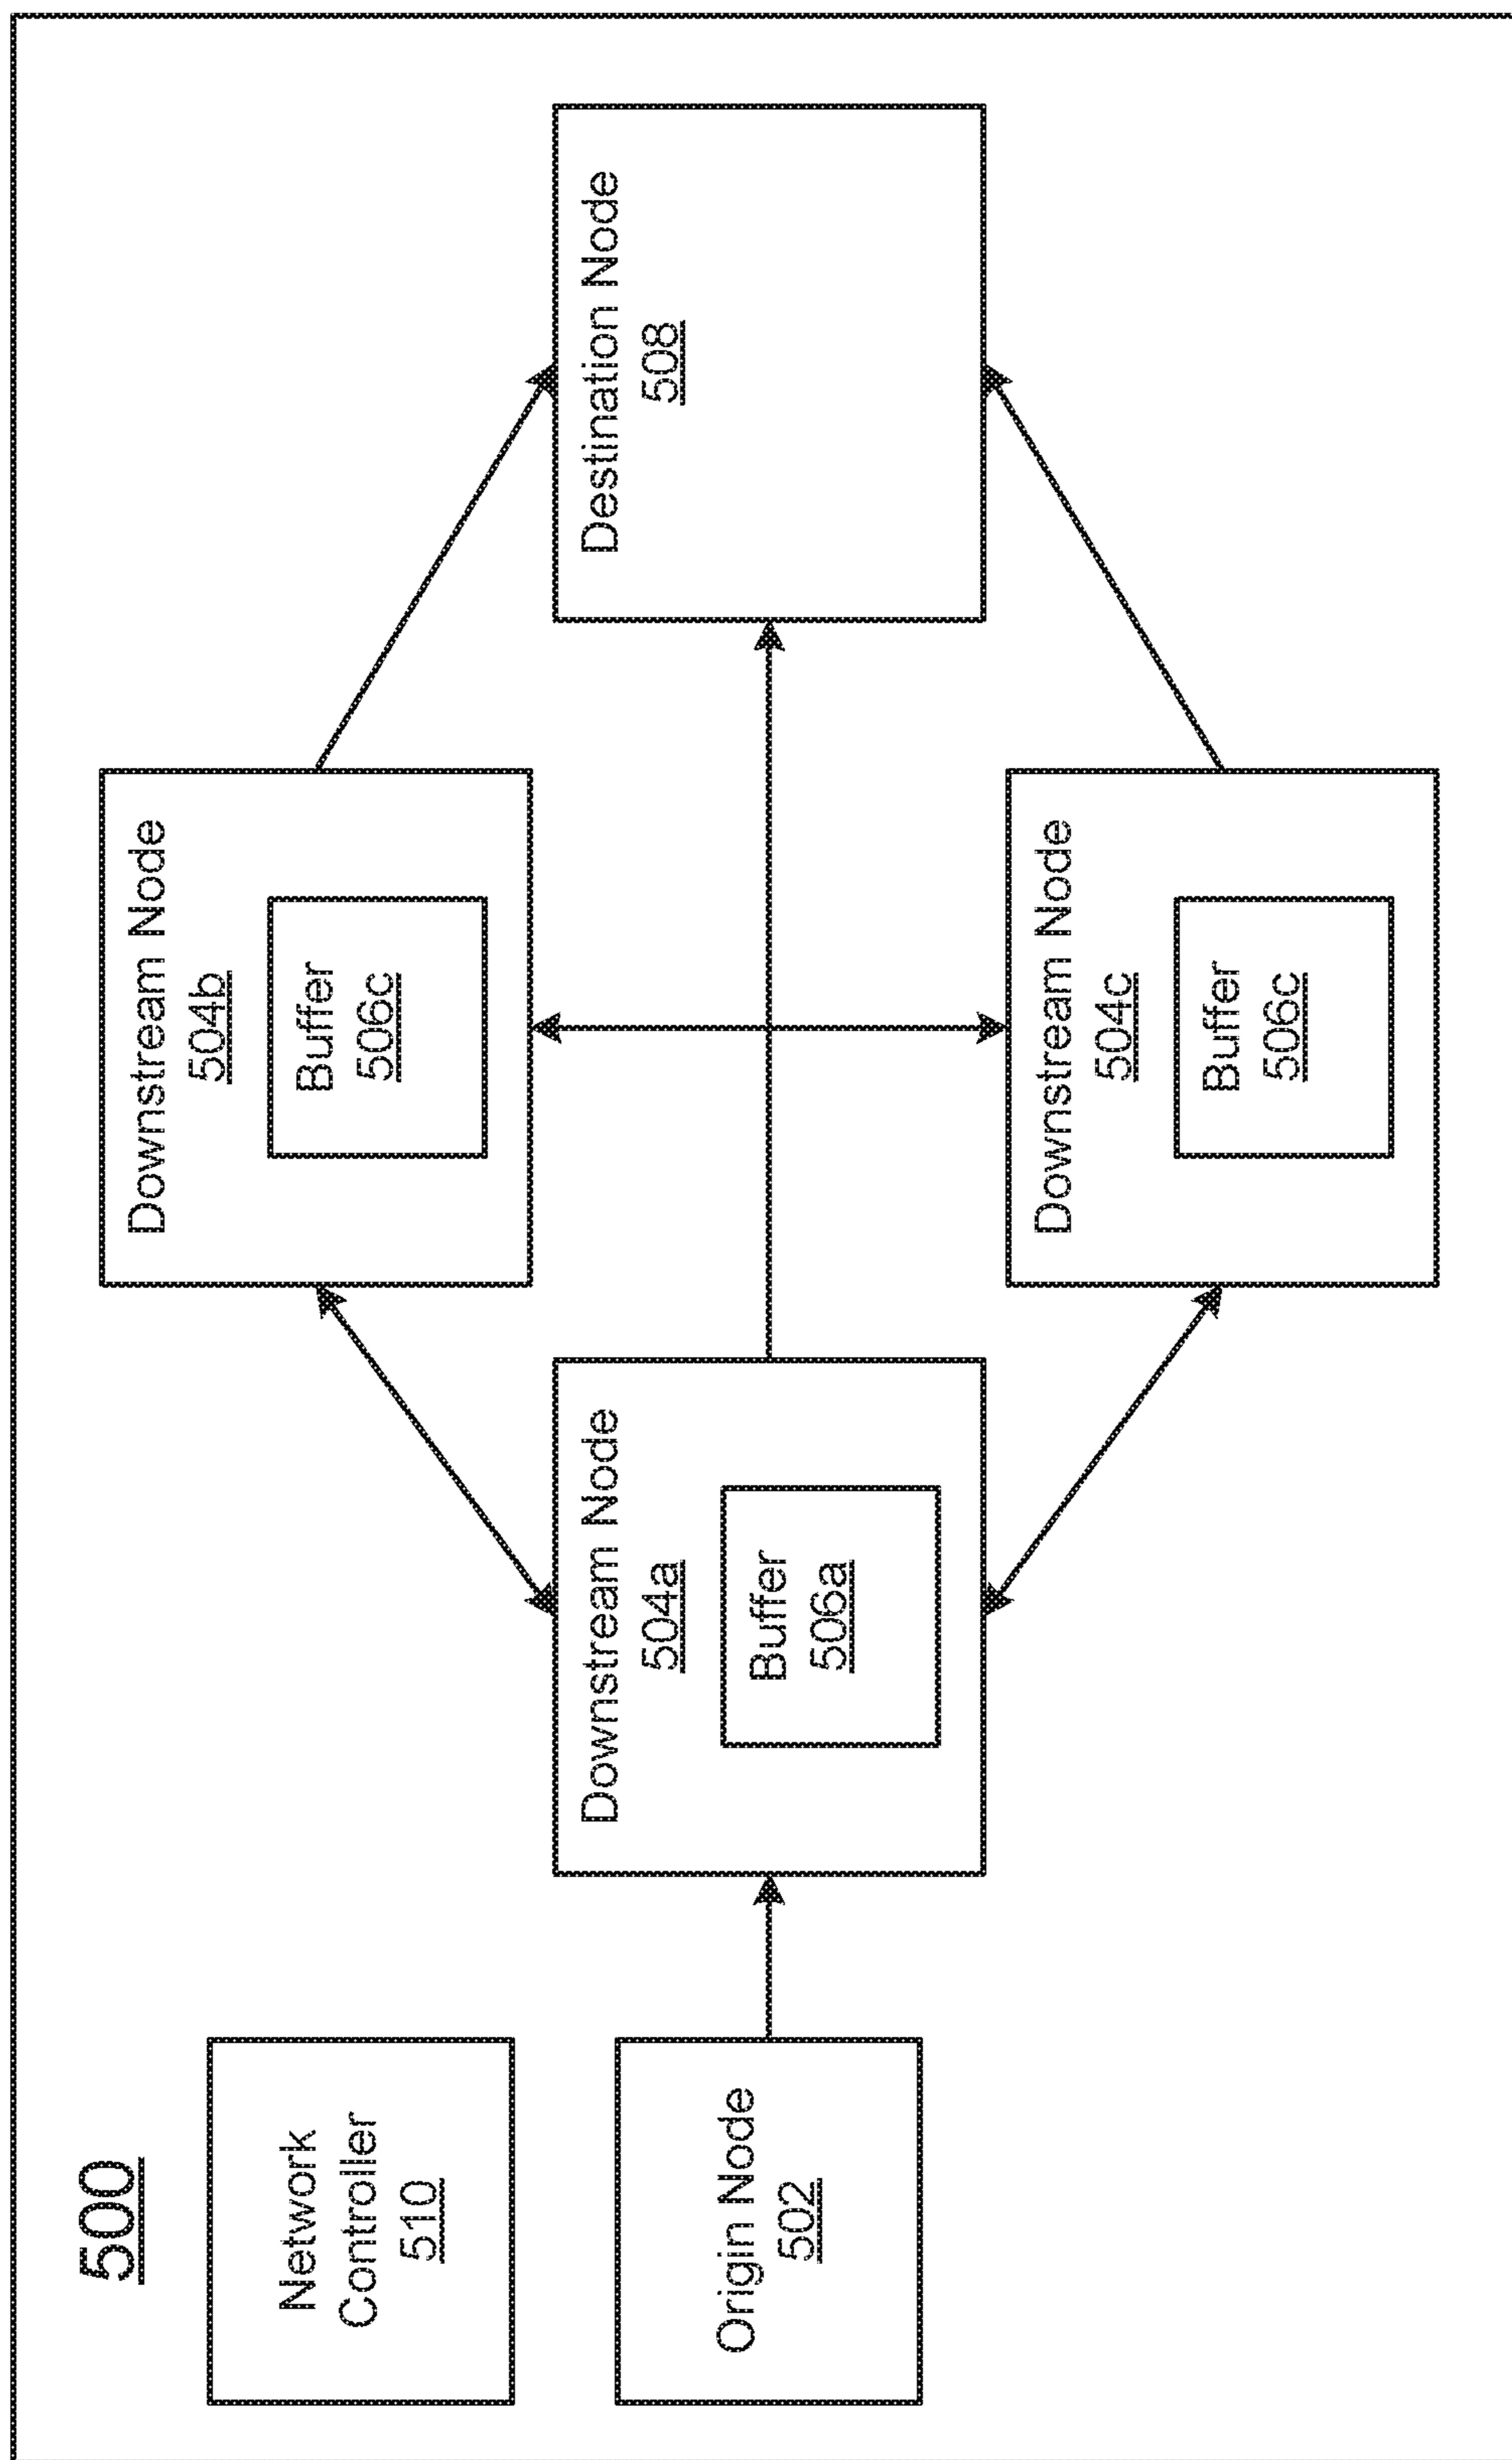 500
Network
Controller
510
Origin Node
502
Downstream Node
504a
Buffer
506a
Downstream Node
504b
Buffer
506c
Downstream Node
504c
Buffer
506c
Destination Node
508